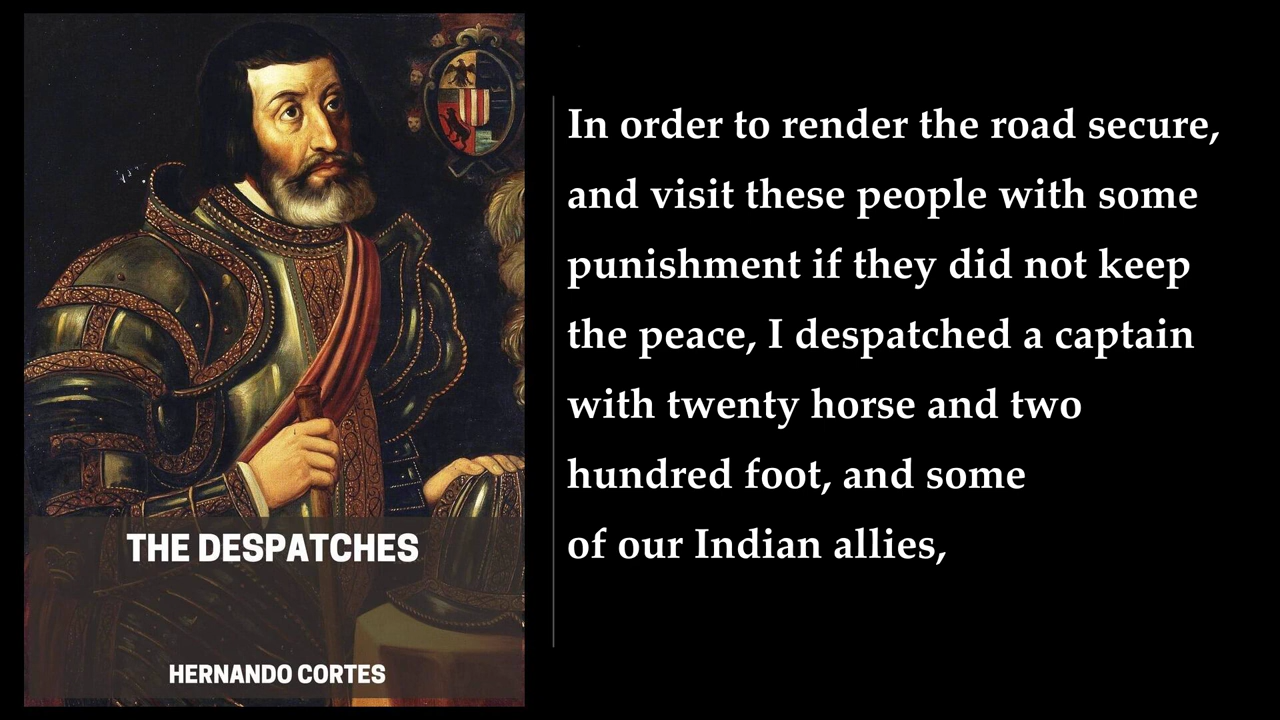 THE DESPATCHES
HERNANDO CORTES
In order to render the road secure,
and visit these people with some
punishment if they did not keep
the peace, I despatched a captain
with twenty horse and two
hundred foot, and some
of our Indian allies,